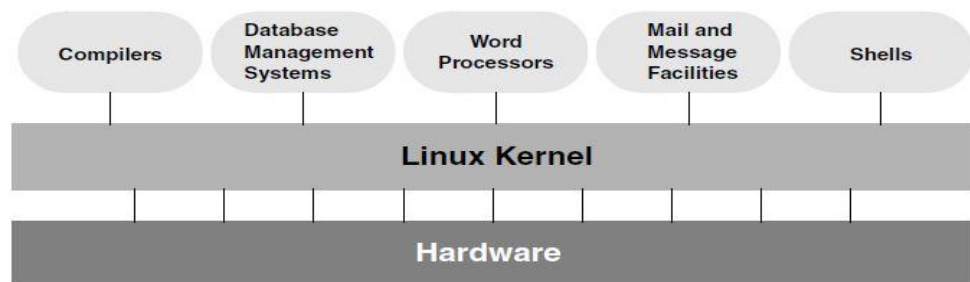 Compilers
Database
Management
Systems
Word
Processors
Mail and
Message
Facilities
Shells
Linux Kernel
Hardware